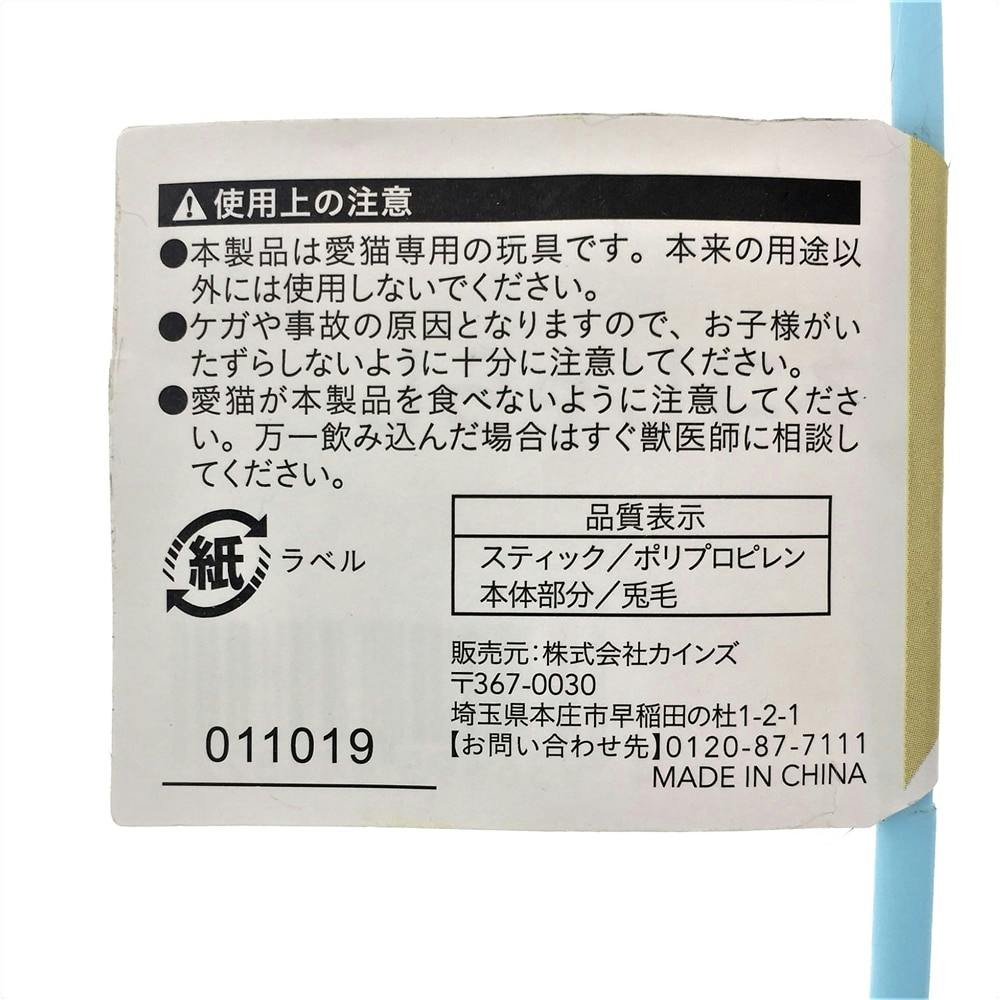 ⚠使用上の注意
●本製品は愛猫専用の玩具です。本来の用途以
外には使用しないでください。
●ケガや事故の原因となりますので、お子様がい
たずらしないように十分に注意してください。
●愛猫が本製品を食べないように注意してくださ
い。万一飲み込んだ場合はすぐ獣医師に相談し
てください。
紙 ラベル
品質表示
スティック/ポリプロピレン
本体部分/兎毛
販売元:株式会社カインズ
〒367-0030
埼玉県本庄市早稲田の杜1-2-1
【お問い合わせ先】0120-87-7111
MADE IN CHINA
011019